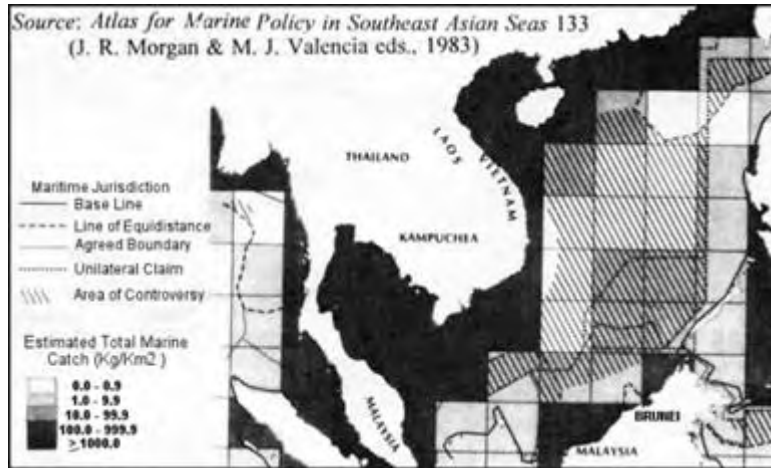 Source: Atlas for Marine Policy in Southeast Asian Seas 133
(J. R. Morgan & M. J. Valencia eds., 1983)
THAILAND
LAOS
VIETNAM
KAMPUCHEA
Maritime Jurisdiction
Base Line
Line of Equidistance
Agreed Boundary
Unilateral Claim
Area of Controversy
Estimated Total Marine
Catch (Kg/Km2)
0.0 - 0.9
1.0 - 9.9
10.0 - 99.9
100.0 - 999.9
≥1000.0
MALAYSIA
BRUNEI
MALAYSIA